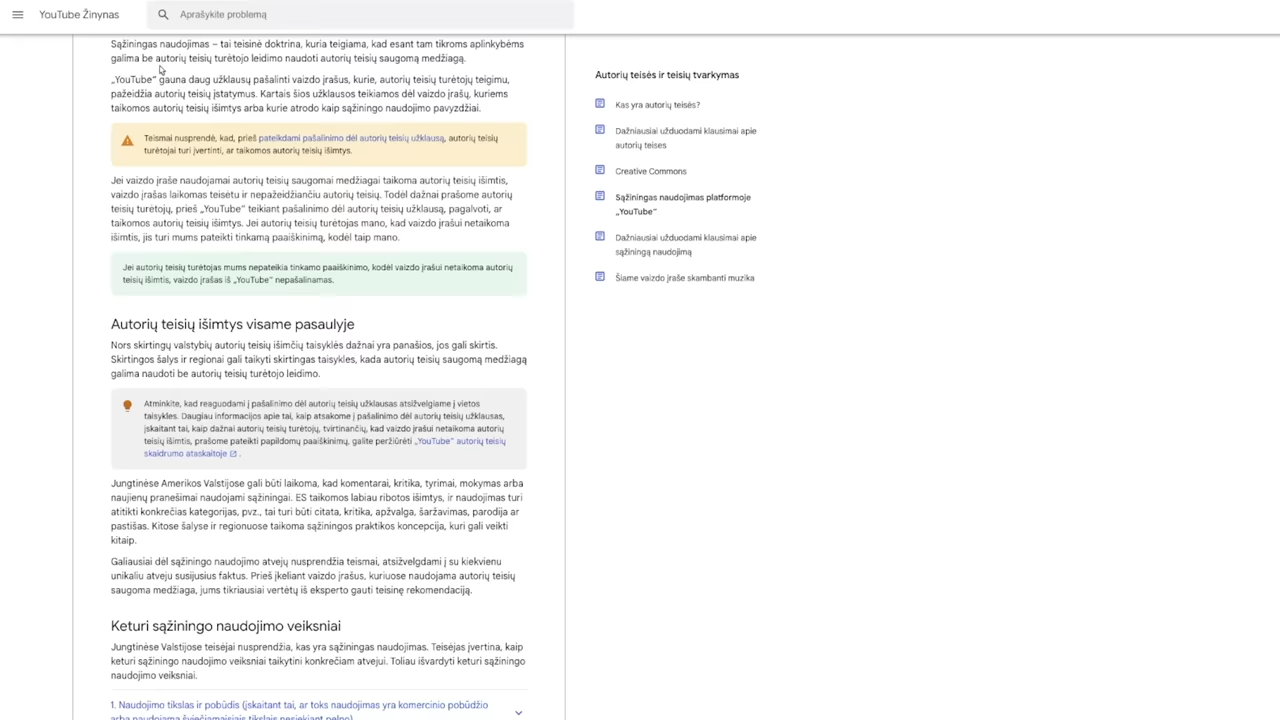 YouTube Žinynas
Aprašykite problemą
Sąžiningas naudojimas – tai teisinė doktrina, kuria teigiama, kad esant tam tikroms aplinkybėms
galima be autorių teisių turėtojo leidimo naudoti autorių teisių saugomą medžiagą.
„YouTube“ gauna daug užklausų pašalinti vaizdo įrašus, kurie, autorių teisių turėtojų teigimu,
pažeidžia autorių teisių įstatymus. Kartais šios užklausos teikiamos dėl vaizdo įrašų, kuriems
taikomos autorių teisių išimtys arba kurie atrodo kaip sąžiningo naudojimo pavyzdžiai.
Teismai nusprendė, kad, prieš pateikdami pašalinimo dėl autorių teisių užklausą, autorių teisių
turėtojai turi įvertinti, ar taikomos autorių teisių išimtys.
Jei vaizdo įraše naudojamai autorių teisių saugomai medžiagai taikoma autorių teisių išimtis,
vaizdo įrašas laikomas teisėtu ir nepažeidžiančiu autorių teisių. Todėl dažnai prašome autorių
teisių turėtojų, prieš „YouTube“ teikiant pašalinimo dėl autorių teisių užklausą, pagalvoti, ar
taikomos autorių teisių išimtys. Jei autorių teisių turėtojas mano, kad vaizdo įrašui netaikoma
išimtis, jis turi mums pateikti tinkamą paaiškinimą, kodėl taip mano.
Jei autorių teisių turėtojas mums nepateikia tinkamo paaiškinimo, kodėl vaizdo įrašui netaikoma autorių
teisių išimtis, vaizdo įrašas iš „YouTube“ nepašalinamas.
Autorių teisių išimtys visame pasaulyje
Nors skirtingų valstybių autorių teisių išimčių taisyklės dažnai yra panašios, jos gali skirtis.
Skirtingos šalys ir regionai gali taikyti skirtingas taisykles, kada autorių teisių saugomą medžiagą
galima naudoti be autorių teisių turėtojo leidimo.
Atminkite, kad reaguodami į pašalinimo dėl autorių teisių užklausas atsižvelgiame į vietos
taisykles. Daugiau informacijos apie tai, kaip atsakome į pašalinimo dėl autorių teisių užklausas,
įskaitant tai, kaip dažnai autorių teisių turėtojų, tvirtinančių, kad vaizdo įrašui netaikoma autorių
teisių išimtis, prašome pateikti papildomų paaiškinimų, galite peržiūrėti „YouTube“ autorių teisių
skaidrumo ataskaitoje .
Jungtinėse Amerikos Valstijose gali būti laikoma, kad komentarai, kritika, tyrimai, mokymas arba
naujienų pranešimai naudojami sąžiningai. ES taikomos labiau ribotos išimtys, ir naudojimas turi
atitikti konkrečias kategorijas, pvz., tai turi būti citata, kritika, apžvalga, šaržavimas, parodija ar
pastišas. Kitose šalyse ir regionuose taikoma sąžiningos praktikos koncepcija, kuri gali veikti
kitaip.
Galiausiai dėl sąžiningo naudojimo atvejų nusprendžia teismai, atsižvelgdami į su kiekvienu
unikaliu atveju susijusius faktus. Prieš įkeliant vaizdo įrašus, kuriuose naudojama autorių teisių
saugoma medžiaga, jums tikriausiai vertėtų iš eksperto gauti teisinę rekomendaciją.
Keturi sąžiningo naudojimo veiksniai
Jungtinėse Valstijose teisėjai nusprendžia, kas yra sąžiningas naudojimas. Teisėjas įvertina, kaip
keturi sąžiningo naudojimo veiksniai taikytini konkrečiam atvejui. Toliau išvardyti keturi sąžiningo
naudojimo veiksniai.
1. Naudojimo tikslas ir pobūdis (įskaitant tai, ar toks naudojimas yra komercinio pobūdžio
arba naudojama šviečiamaisiais tikslais nesiekiant pelno)
Autorių teisės ir teisių tvarkymas
Kas yra autorių teisės?
Dažniausiai užduodami klausimai apie
autorių teises
Creative Commons
Sąžiningas naudojimas platformoje
„YouTube“
Dažniausiai užduodami klausimai apie
sąžiningą naudojimą
Šiame vaizdo įraše skambanti muzika